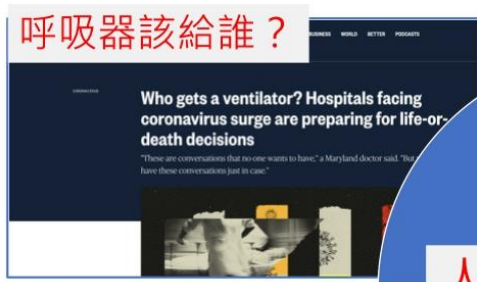 呼吸器該給誰？
BUSINESS WORLD BETTER PODCASTS
CORONAVIRUS
Who gets a ventilator? Hospitals facing
coronavirus surge are preparing for life-or-
death decisions
"These are conversations that no one wants to have," a Maryland doctor said. "But
have these conversations just in case."